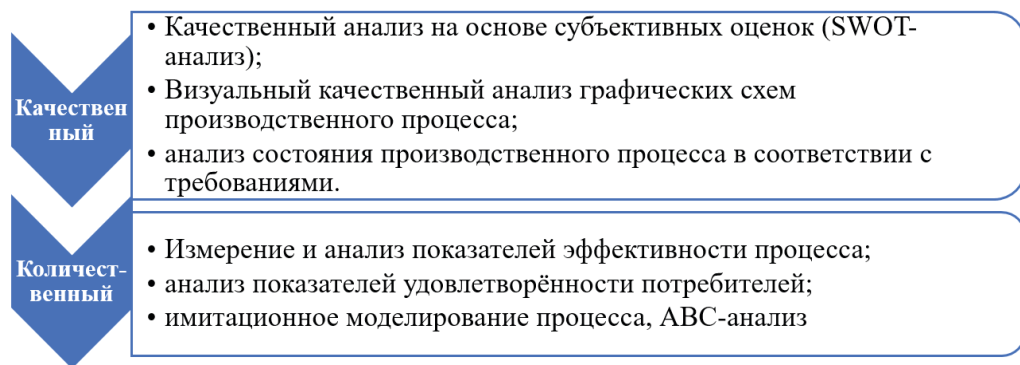 Качествен
ный
• Качественный анализ на основе субъективных оценок (SWOT-
анализ);
• Визуальный качественный анализ графических схем
производственного процесса;
• анализ состояния производственного процесса в соответствии с
требованиями.
Количест-
венный
• Измерение и анализ показателей эффективности процесса;
• анализ показателей удовлетворённости потребителей;
• имитационное моделирование процесса, АВС-анализ